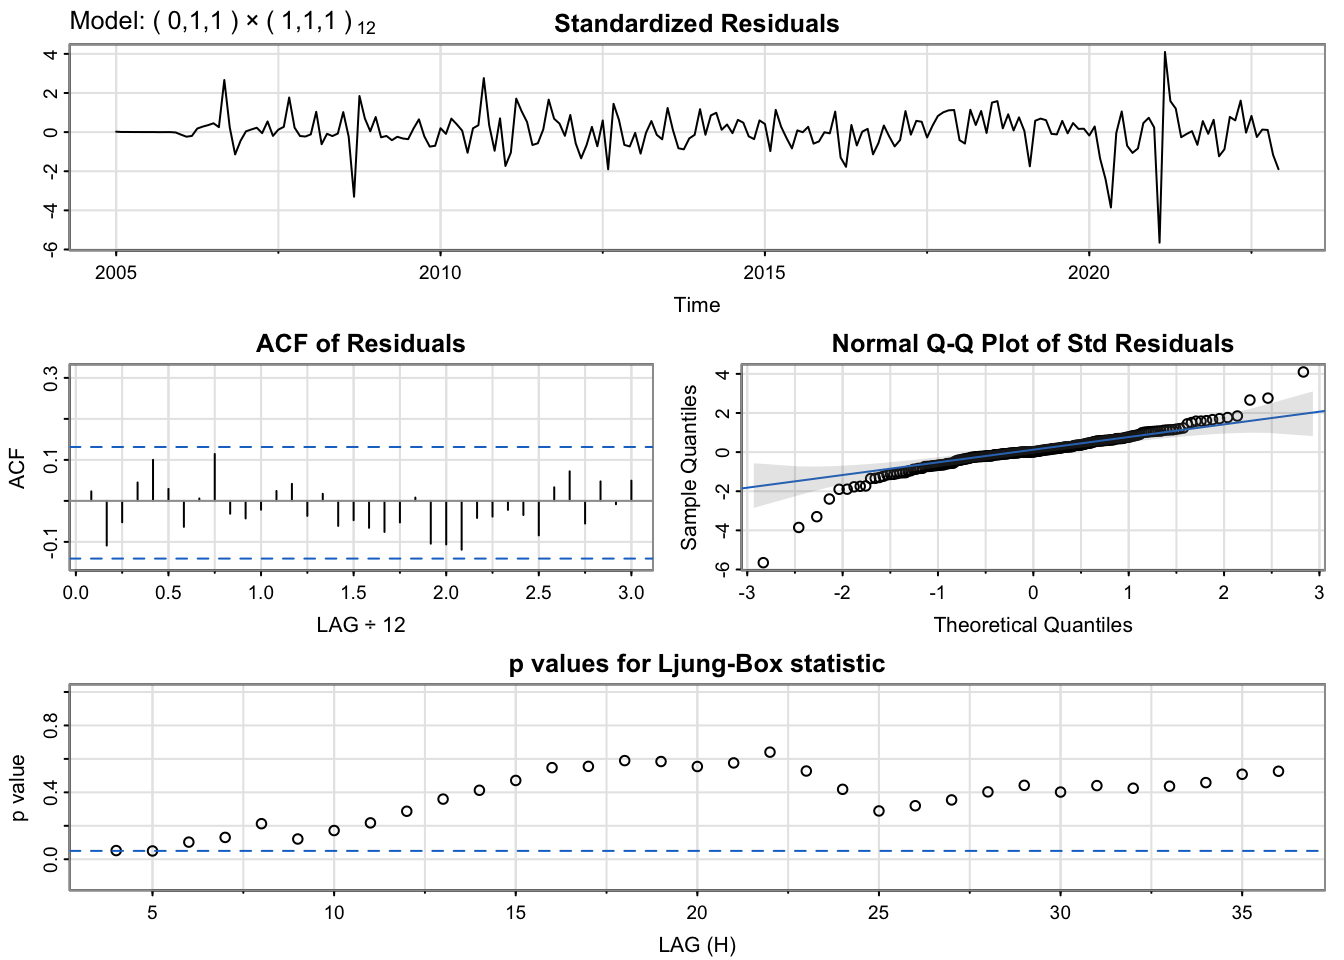 Model: ( 0,1,1 ) × ( 1,1,1 ) 12
Standardized Residuals
4
2
0
-2
-4
-6
2005 2010 2015 2020
Time
ACF of Residuals
ACF
0.3
0.1
-0.1
0.0 0.5 1.0 1.5 2.0 2.5 3.0
LAG ÷ 12
Normal Q-Q Plot of Std Residuals
Sample Quantiles
4
2
0
-2
-4
-6
-3 -2 -1 0 1 2 3
Theoretical Quantiles
p values for Ljung-Box statistic
p value
0.8
0.4
0.0
5 10 15 20 25 30 35
LAG (H)